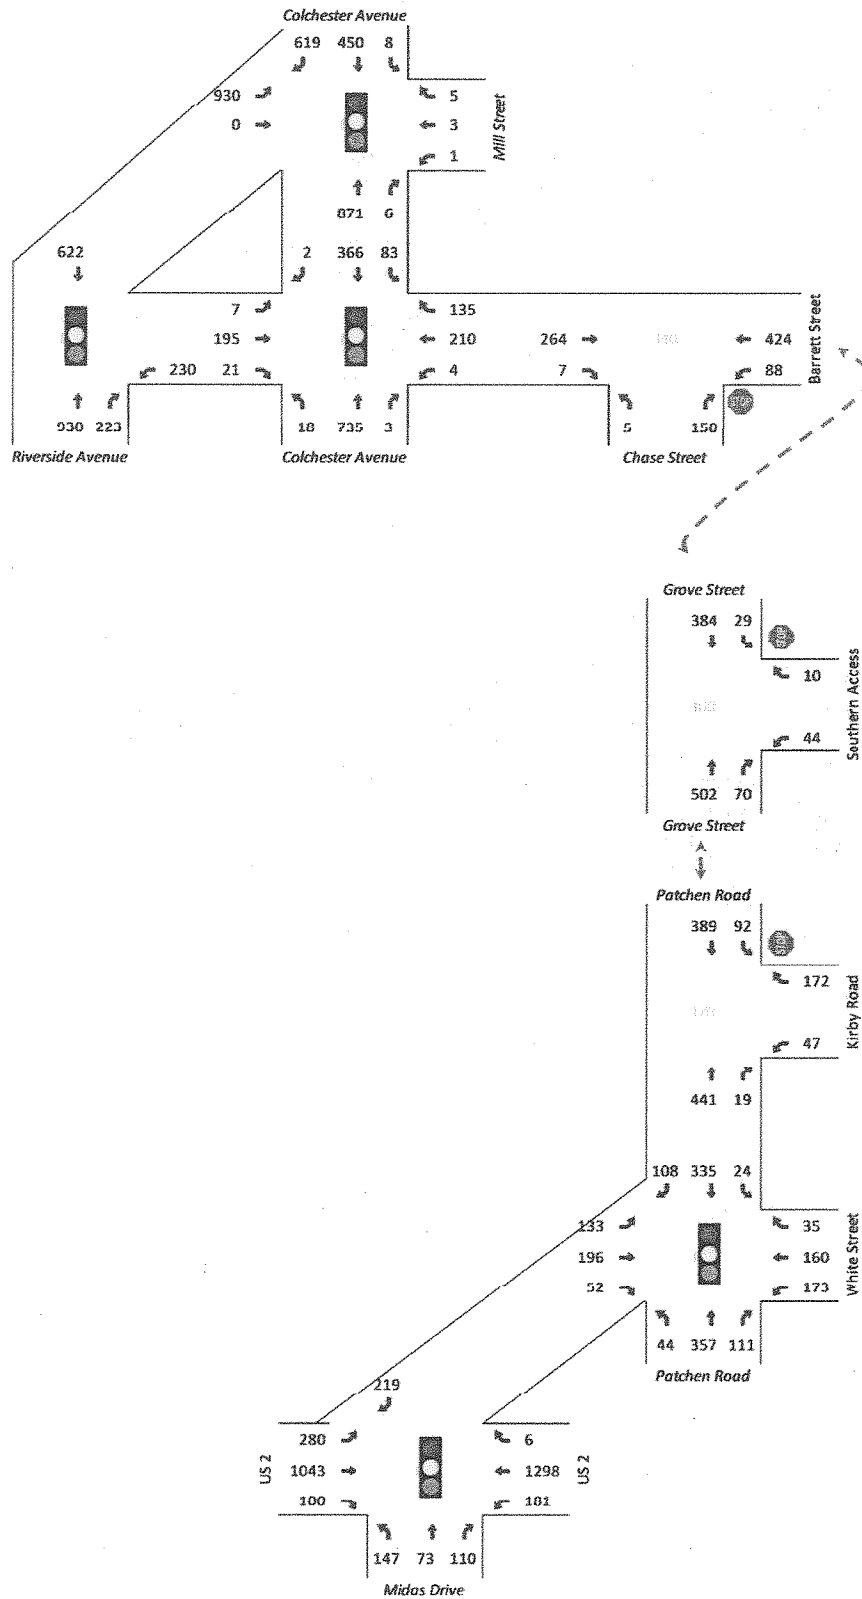 Colchester Avenue
619 450 8
930
5
0
3
Mill Street
1
871 6
622
2 366 83
7
135
195
210 264
424
Barrett Street
230 21
4 7
88
930 223
18 735 3
5 150
Riverside Avenue
Colchester Avenue
Chase Street
Grove Street
384 29
10
Southern Access
44
502 70
Grove Street
Patchen Road
389 92
172
Kirby Road
47
441 19
108 335 24
133
35
196
160
White Street
52
173
44 357 111
Patchen Road
219
280
6
US 2
1043
1298
US 2
100
181
147 73 110
Midas Drive